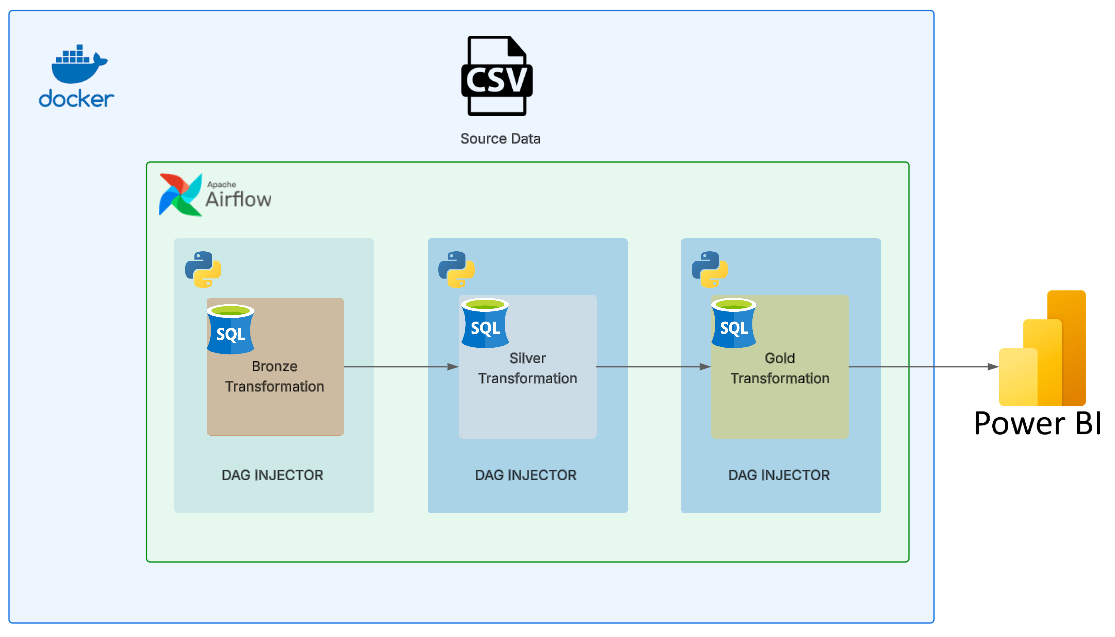 docker
CSV
Source Data
Apache
Airflow
SQL
Bronze
Transformation
DAG INJECTOR
SQL
Silver
Transformation
DAG INJECTOR
SQL
Gold
Transformation
DAG INJECTOR
Power BI